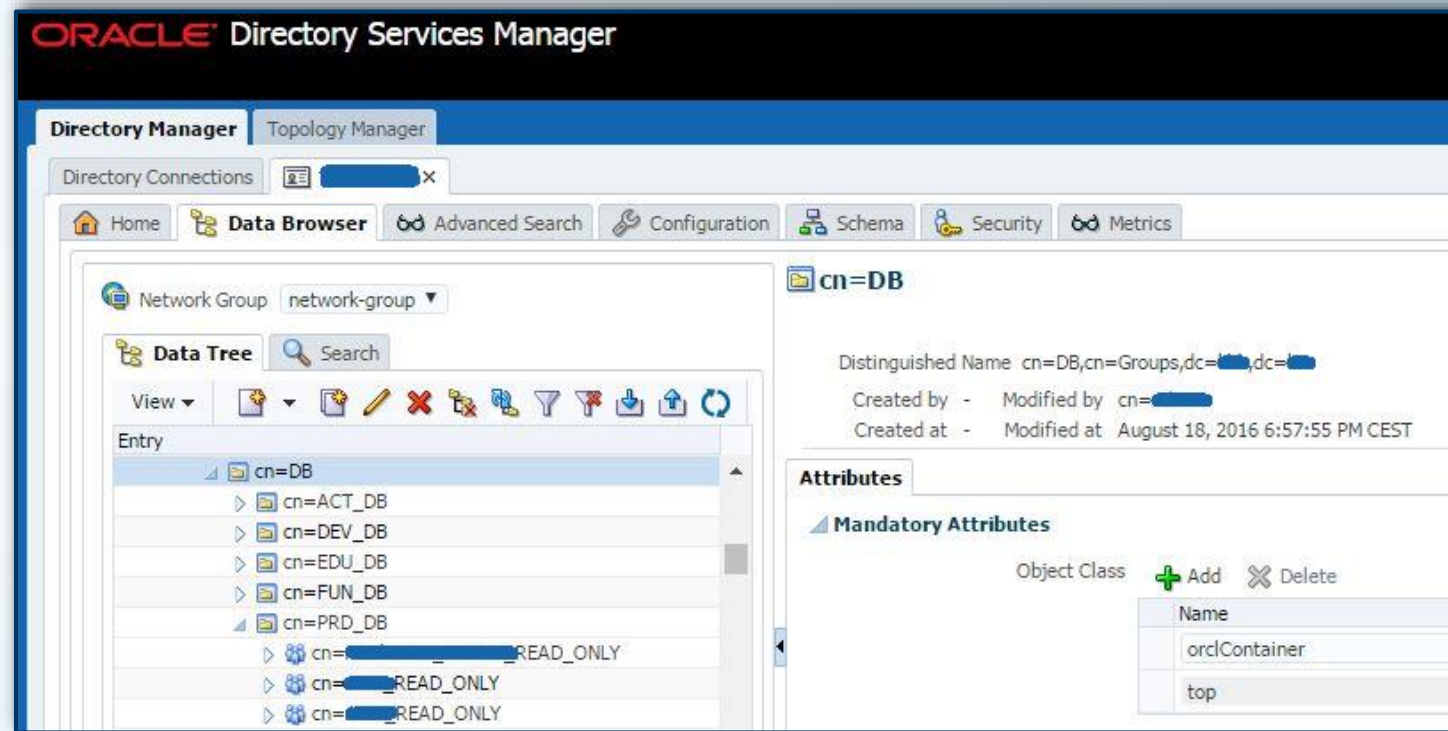 ORACLE Directory Services Manager
Directory Manager Topology Manager
Directory Connections
Home Data Browser Advanced Search Configuration Schema Security Metrics
Network Group network-group
Data Tree Search
View
Entry
cn=DB
cn=ACT_DB
cn=DEV_DB
cn=EDU_DB
cn=FUN_DB
cn=PRD_DB
cn= _ _READ_ONLY
cn= _READ_ONLY
cn= _READ_ONLY
cn=DB
Distinguished Name cn=DB,cn=Groups,dc= ,dc=
Created by - Modified by cn=
Created at - Modified at August 18, 2016 6:57:55 PM CEST
Attributes
Mandatory Attributes
Object Class Add Delete
Name
orclContainer
top